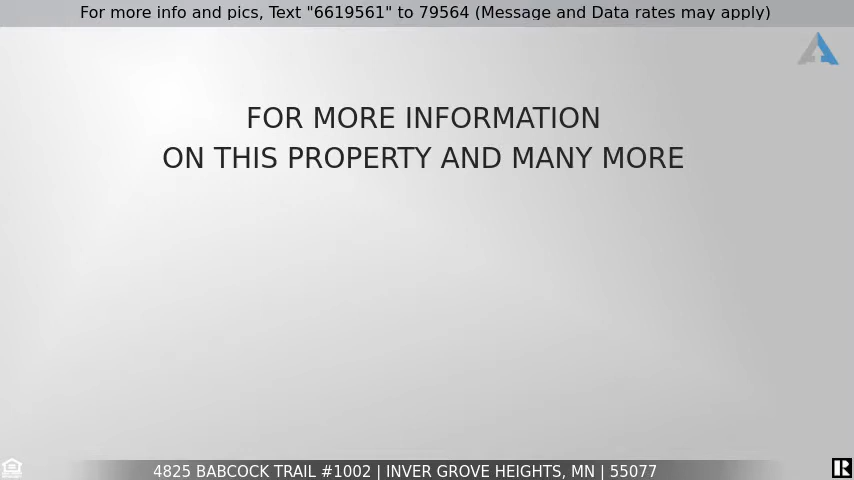 For more info and pics, Text "6619561" to 79564 (Message and Data rates may apply)
FOR MORE INFORMATION
ON THIS PROPERTY AND MANY MORE
4825 BABCOCK TRAIL #1002 | INVER GROVE HEIGHTS, MN | 55077